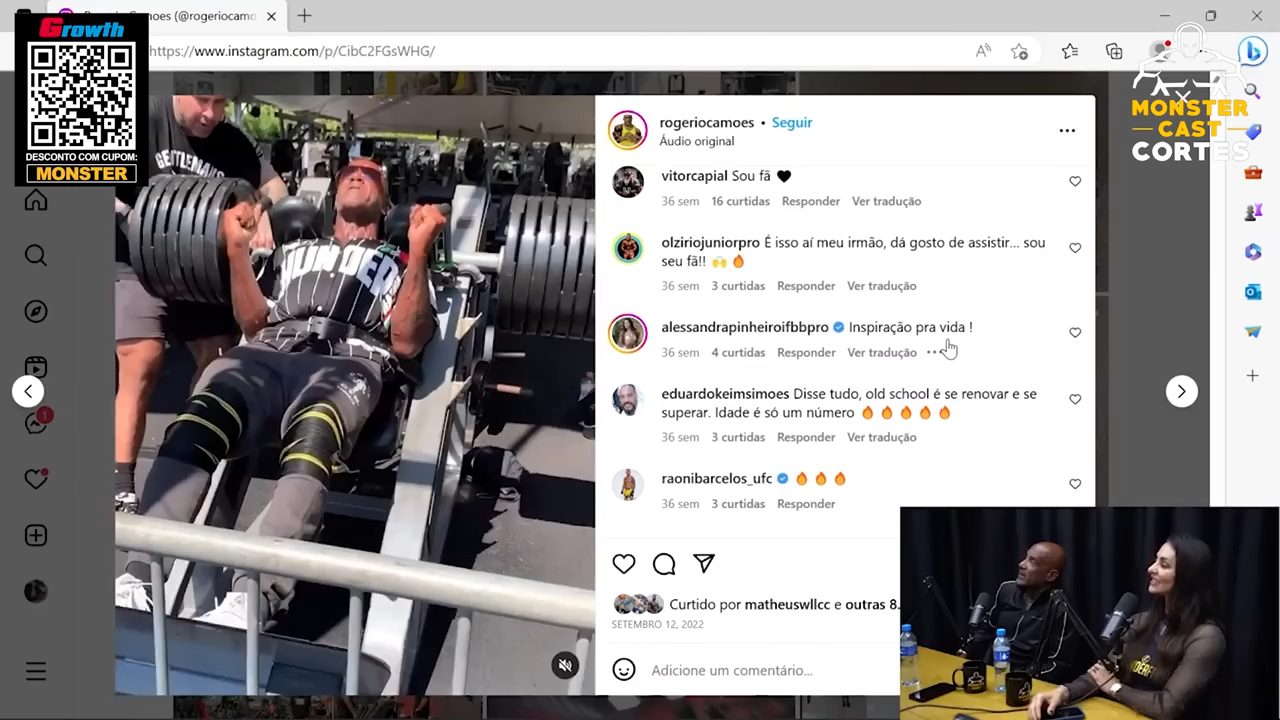 Growth
DESCONTO COM CUPOM:
MONSTER
Camoes (@rogeriocamo
https://www.instagram.com/p/CibC2FGsWHG/
MONSTER
CAST
CORTES
rogeriocamoes • Seguir
Áudio original
vitorcapial Sou fã 🖤
36 sem 16 curtidas Responder Ver tradução
olziriojuniorpro É isso aí meu irmão, dá gosto de assistir... sou
seu fã!! 🙌 🔥
36 sem 3 curtidas Responder Ver tradução
alessandrapinheiroifbbpro Inspiração pra vida !
36 sem 4 curtidas Responder Ver tradução
eduardokeimsimoes Disse tudo, old school é se renovar e se
superar. Idade é só um número 🔥 🔥 🔥 🔥 🔥
36 sem 3 curtidas Responder Ver tradução
raonibarcelos_ufc 🔥 🔥 🔥
36 sem 3 curtidas Responder
Curtido por matheuswllcc e outras 8.
SETEMBRO 12, 2022
Adicione um comentário...
1